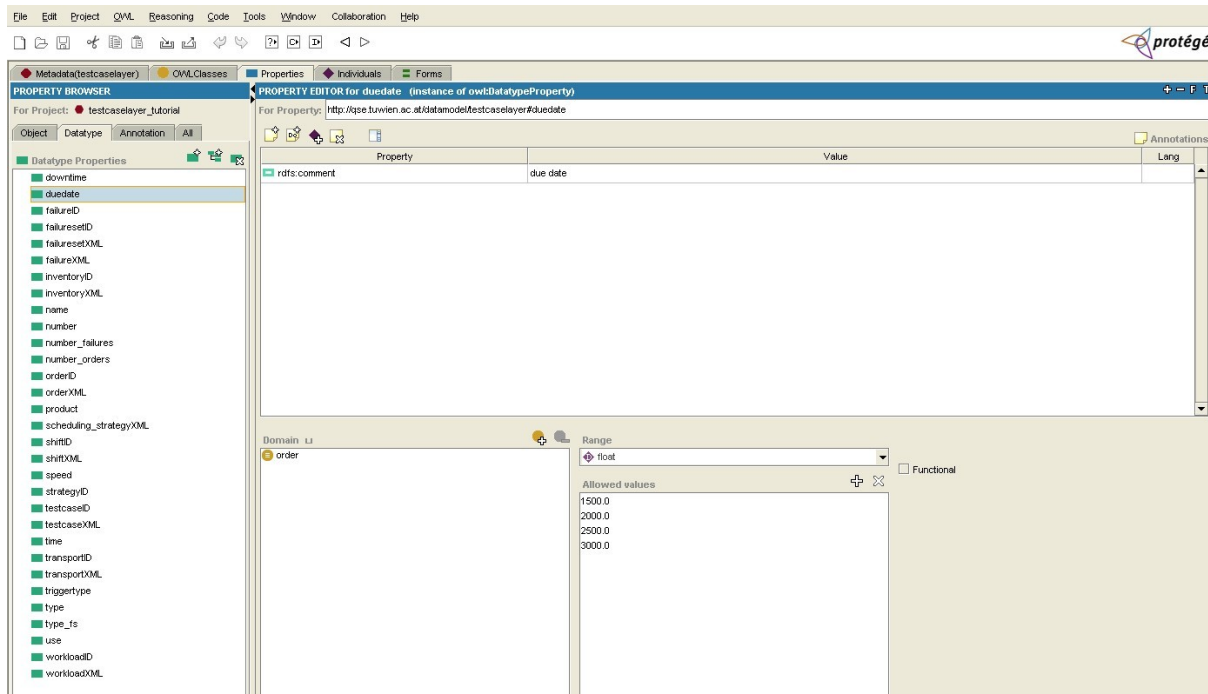 File Edit Project OWL Reasoning Code Tools Window Collaboration Help
protégé
Metadata(testcaselayer) OWLClasses Properties Individuals Forms
PROPERTY BROWSER
For Project: testcaselayer_tutorial
Object Datatype Annotation All
Datatype Properties
downtime
duedate
failureID
failuresetID
failuresetXML
failureXML
inventoryID
inventoryXML
name
number
number_failures
number_orders
orderID
orderXML
product
scheduling_strategyXML
shiftID
shiftXML
speed
strategyID
testcaseID
testcaseXML
time
transportID
transportXML
triggertype
type
type_fs
use
workloadID
workloadXML
PROPERTY EDITOR for duedate (instance of owl:DatatypeProperty)
F T
For Property: http://qse.tuwien.ac.at/datamodel/testcaselayer#duedate
Annotations
Property Value Lang
rdfs:comment due date
Domain
order
Range
float
Functional
Allowed values
1500.0
2000.0
2500.0
3000.0